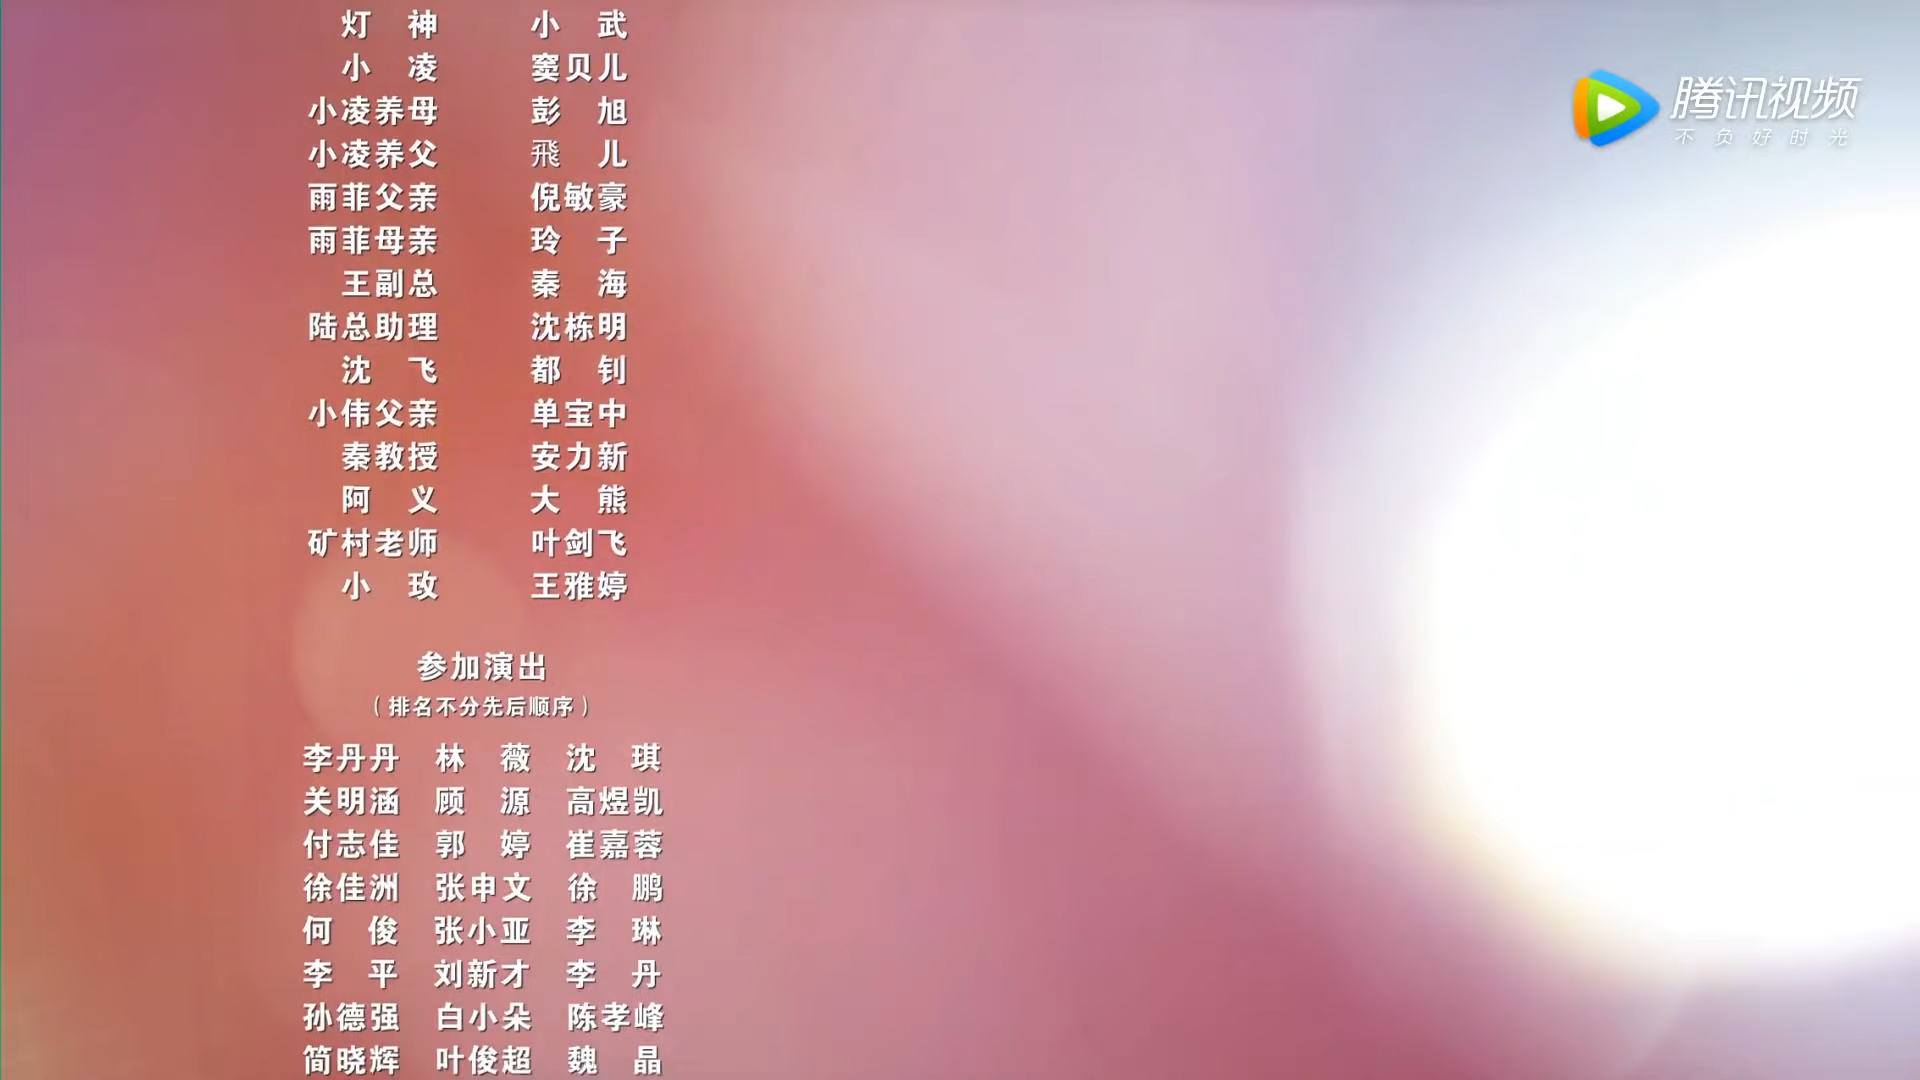 灯 神 小 武
小 凌 窦贝儿
小凌养母 彭 旭
小凌养父 飛 儿
雨菲父亲 倪敏豪
雨菲母亲 玲 子
王副总 秦 海
陆总助理 沈栋明
沈 飞 都 钊
小伟父亲 单宝中
秦教授 安力新
阿 义 大 熊
矿村老师 叶剑飞
小 玫 王雅婷
参加演出
（排名不分先后顺序）
李丹丹 林 薇 沈 琪
关明涵 顾 源 高煜凯
付志佳 郭 婷 崔嘉蓉
徐佳洲 张申文 徐 鹏
何 俊 张小亚 李 琳
李 平 刘新才 李 丹
孙德强 白小朵 陈孝峰
简晓辉 叶俊超 魏 晶
腾讯视频
不负好时光